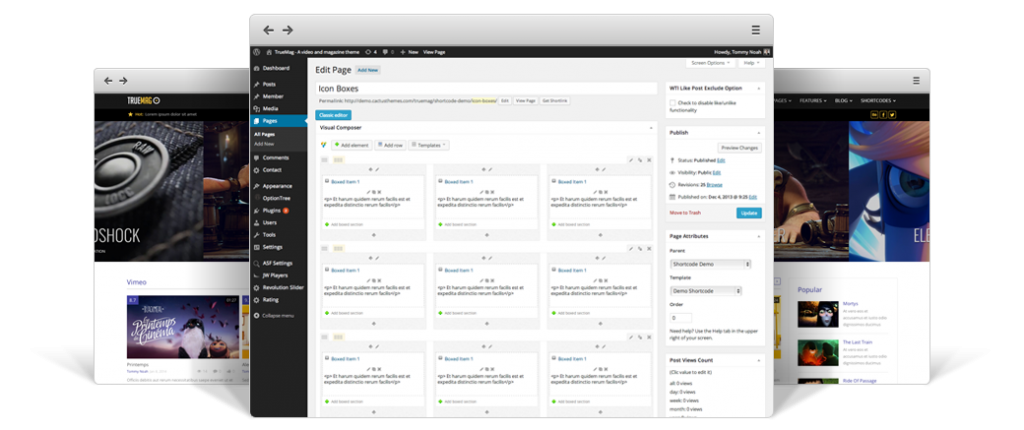 TrueMag - A video and magazine theme 4 0 New View Page
Howdy, Tommy Noah
Dashboard
Posts
Member
Media
Pages
All Pages
Add New
Comments
Contact
Appearance
OptionTree
Plugins
Users
Tools
Settings
ASF Settings
JW Players
Revolution Slider
Rating
Collapse menu
Screen Options Help
Edit Page Add New
Icon Boxes
Permalink: http://demo.cactusthemes.com/truemag/shortcode-demo/icon-boxes/ Edit View Page Get Shortlink
Classic editor
Visual Composer
Add element Add row Templates
Boxed Item 1 Boxed Item 1 Boxed Item 1
<p> Et harum quidem rerum facilis est et <p> Et harum quidem rerum facilis est et <p> Et harum quidem rerum facilis est et
expedita distinctio rerum facilis</p> expedita distinctio rerum facilis</p> expedita distinctio rerum facilis</p>
Add boxed section Add boxed section Add boxed section
Boxed Item 1 Boxed Item 1 Boxed Item 1
<p> Et harum quidem rerum facilis est et <p> Et harum quidem rerum facilis est et <p> Et harum quidem rerum facilis est et
expedita distinctio rerum facilis</p> expedita distinctio rerum facilis</p> expedita distinctio rerum facilis</p>
Add boxed section Add boxed section Add boxed section
Boxed Item 1 Boxed Item 1 Boxed Item 1
<p> Et harum quidem rerum facilis est et <p> Et harum quidem rerum facilis est et <p> Et harum quidem rerum facilis est et
expedita distinctio rerum facilis</p> expedita distinctio rerum facilis</p> expedita distinctio rerum facilis</p>
Add boxed section Add boxed section Add boxed section
WTI Like Post Exclude Option
Check to disable like/unlike
functionality
Publish
Preview Changes
Status: Published Edit
Visibility: Public Edit
Revisions: 25 Browse
Published on: Dec 4, 2013 @ 9:25 Edit
Move to Trash Update
Page Attributes
Parent
Shortcode Demo
Template
Demo Shortcode
Order
0
Need help? Use the Help tab in the upper
right of your screen.
Post Views Count
(Clic value to edit it)
all: 0 views
day: 0 views
week: 0 views
month: 0 views
TRUEMAG
Hot: Lorem ipsum dolor sit amet
RAW
DSHOCK
Vimeo
8.7
01:27
Printemps
du
Cinéma
Printemps
Tommy Noah
PAGES FEATURES BLOG SHORTCODES
ELE
Popular
Martys
The Last Train
Ride Of Passage